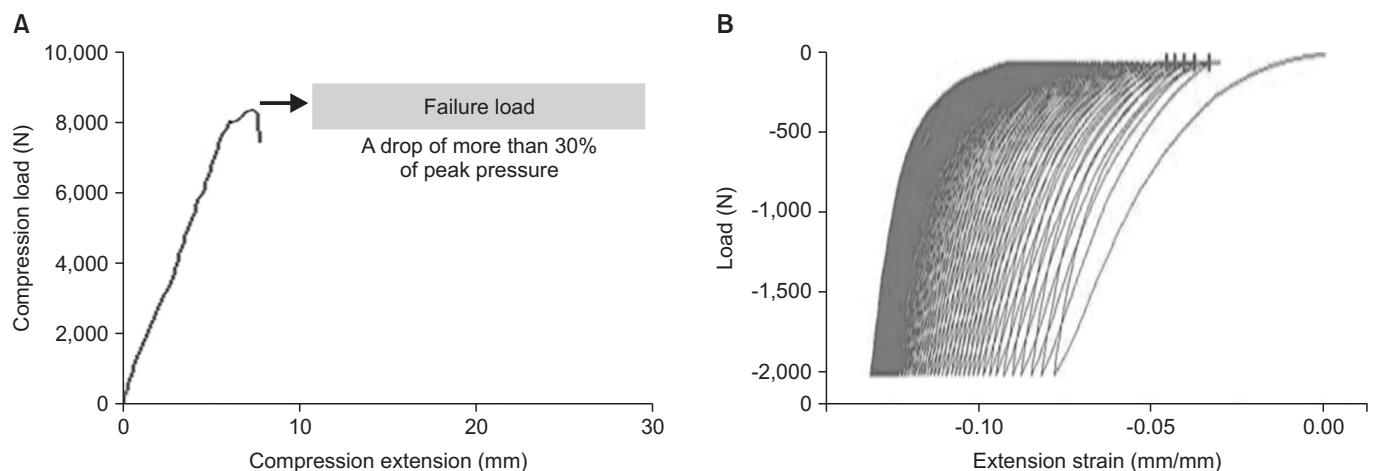 A
10,000
8,000
6,000
4,000
2,000
0
Compression load (N)
Failure load
A drop of more than 30%
of peak pressure
0
10
20
30
Compression extension (mm)
B
0
-500
-1,000
-1,500
-2,000
0
Load (N)
-0.10
-0.05
0.00
Extension strain (mm/mm)